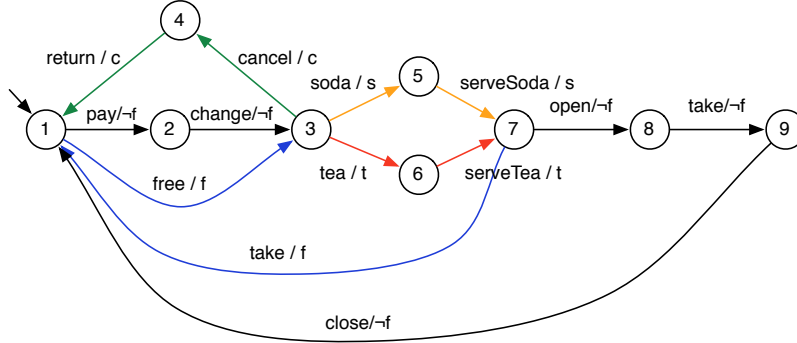 4
return / c
cancel / c
soda / s
5
serveSoda / s
pay/¬f
change/¬f
open/¬f
take/¬f
1
2
3
7
8
9
free / f
tea / t
6
serveTea / t
take / f
close/¬f